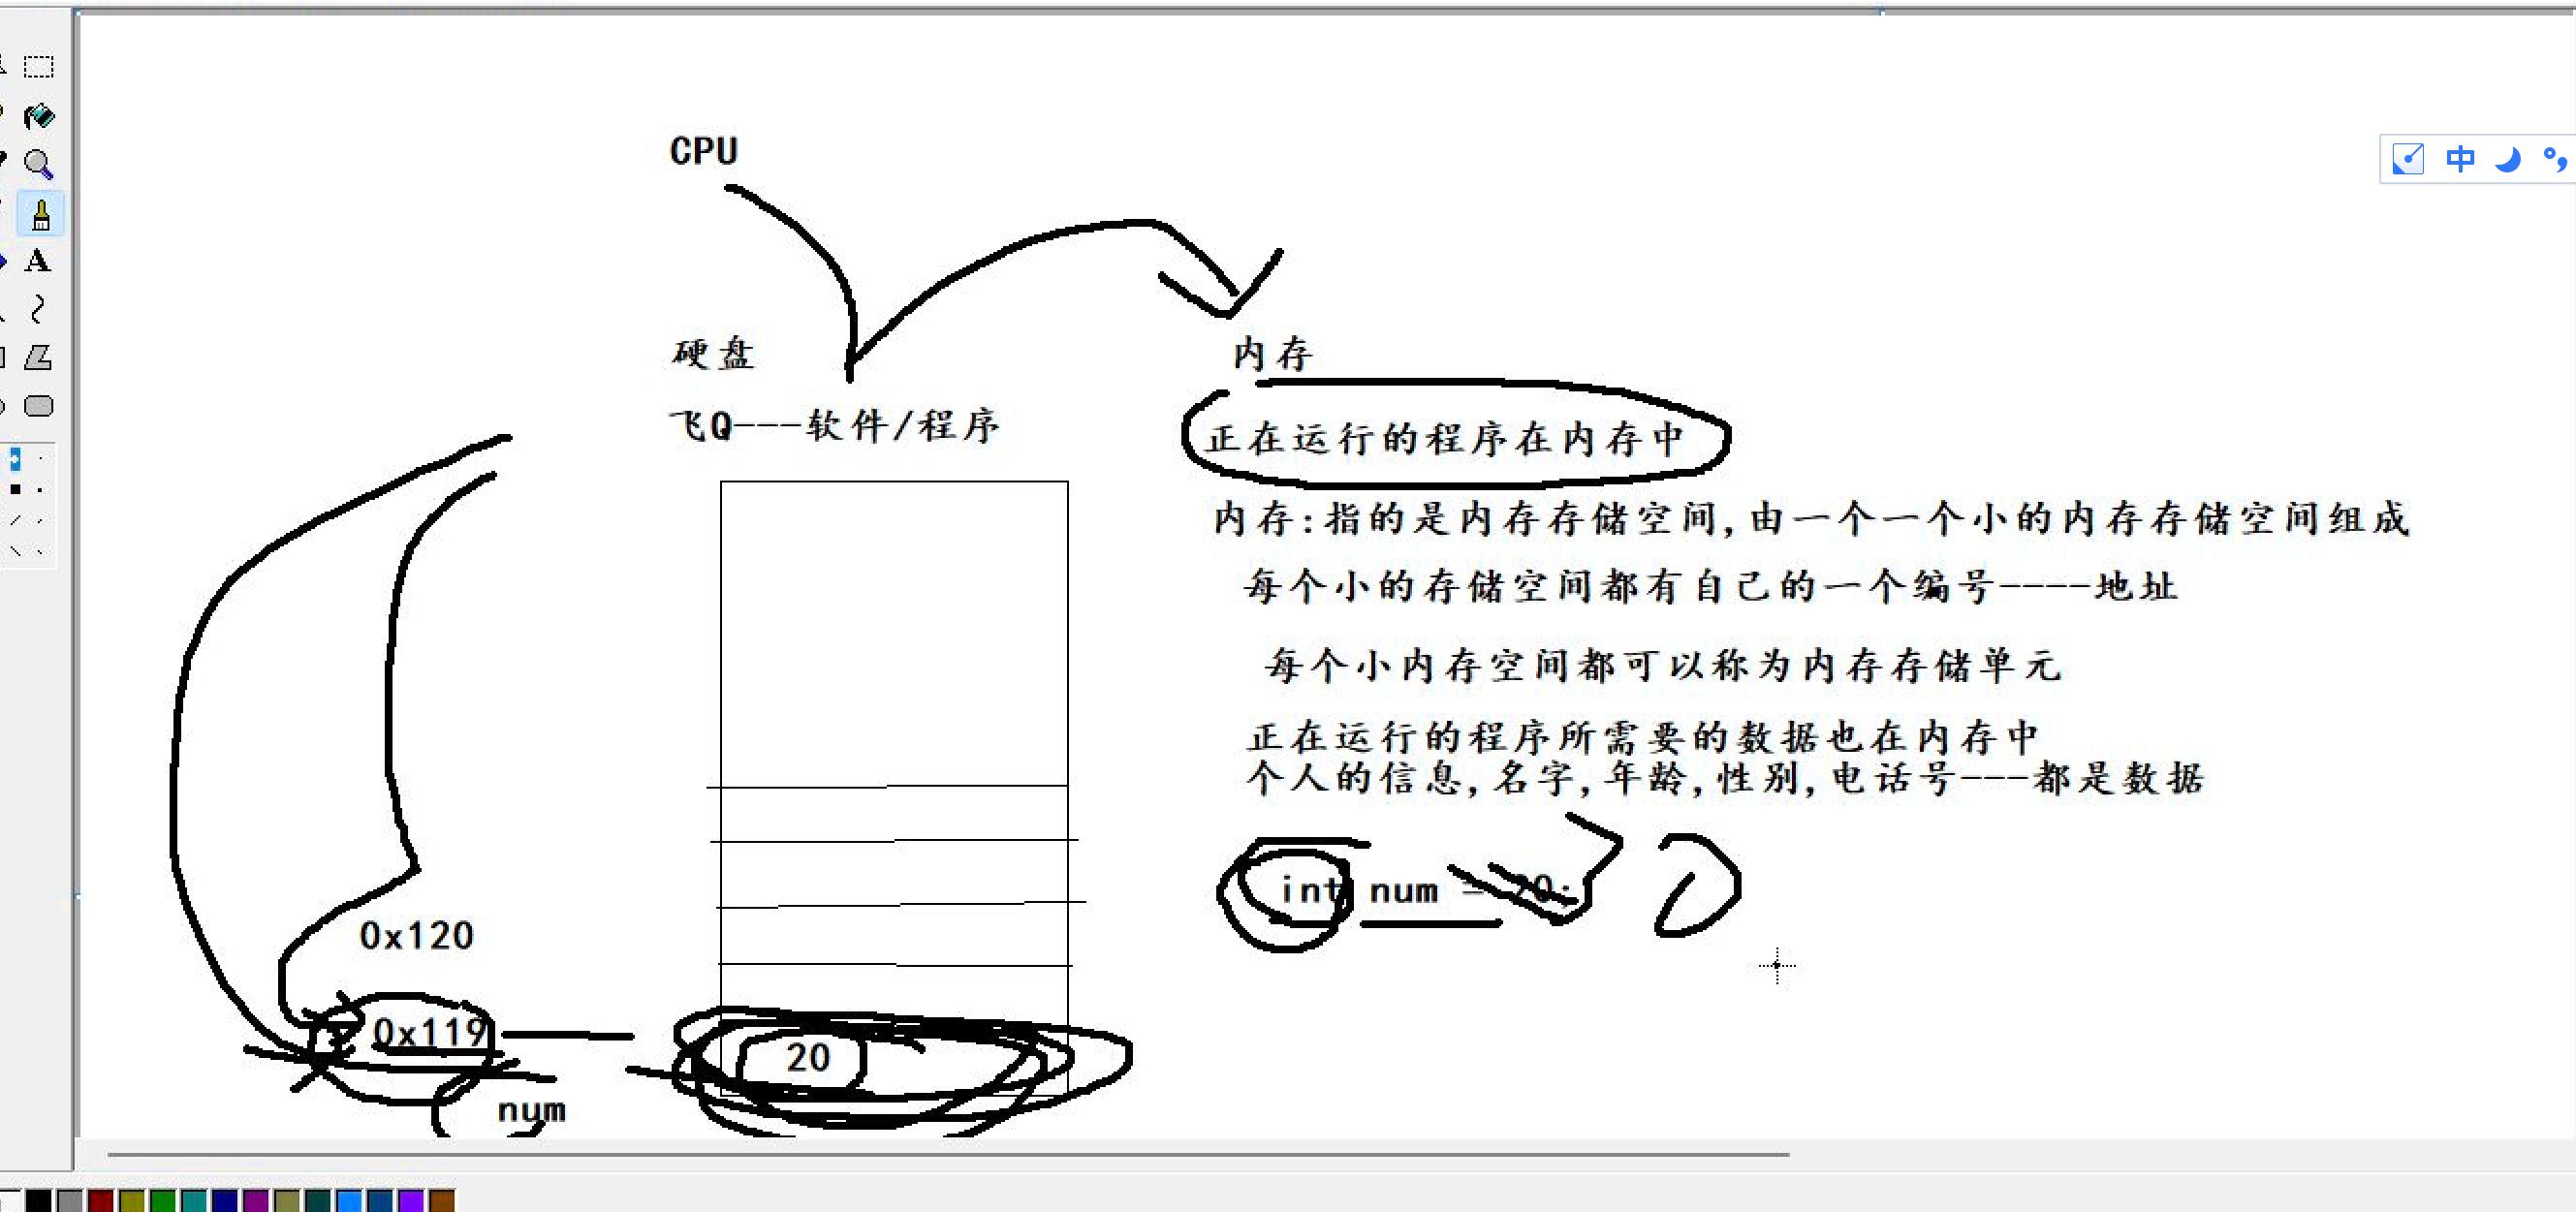 CPU
硬盘
内存
飞Q---软件/程序
正在运行的程序在内存中
内存:指的是内存存储空间,由一个一个小的内存存储空间组成
每个小的存储空间都有自己的一个编号----地址
每个小内存空间都可以称为内存存储单元
正在运行的程序所需要的数据也在内存中
个人的信息,名字,年龄,性别,电话号---都是数据
int num = 20;
0x120
0x119
20
num
A
中